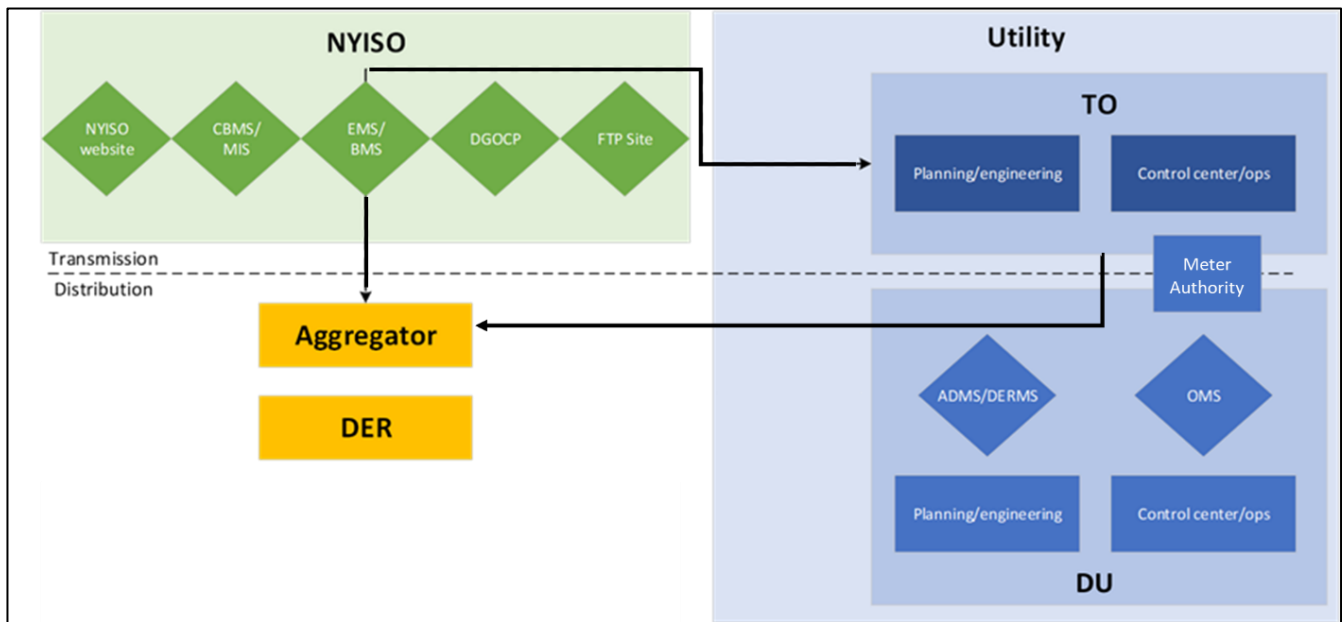 NYISO
NYISO
website
CBMS/
MIS
EMS/
BMS
DGOCP
FTP Site
Utility
TO
Planning/engineering
Control center/ops
Transmission
Distribution
Meter
Authority
Aggregator
DER
ADMS/DERMS
OMS
Planning/engineering
Control center/ops
DU